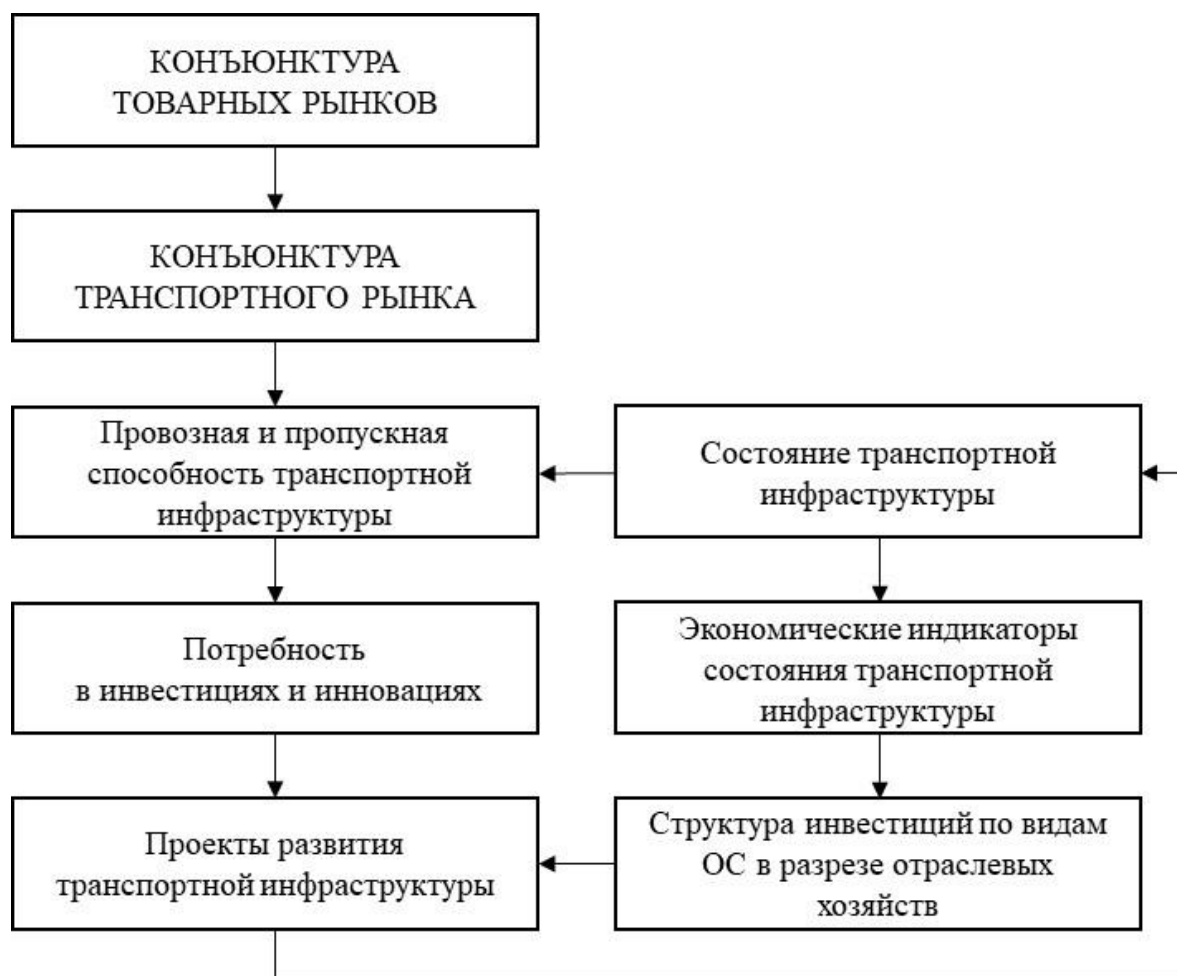 КОНЪЮНКТУРА
ТОВАРНЫХ РЫНКОВ
КОНЪЮНКТУРА
ТРАНСПОРТНОГО РЫНКА
Провозная и пропускная
способность транспортной
инфраструктуры
Состояние транспортной
инфраструктуры
Потребность
в инвестициях и инновациях
Экономические индикаторы
состояния транспортной
инфраструктуры
Проекты развития
транспортной инфраструктуры
Структура инвестиций по видам
ОС в разрезе отраслевых
хозяйств